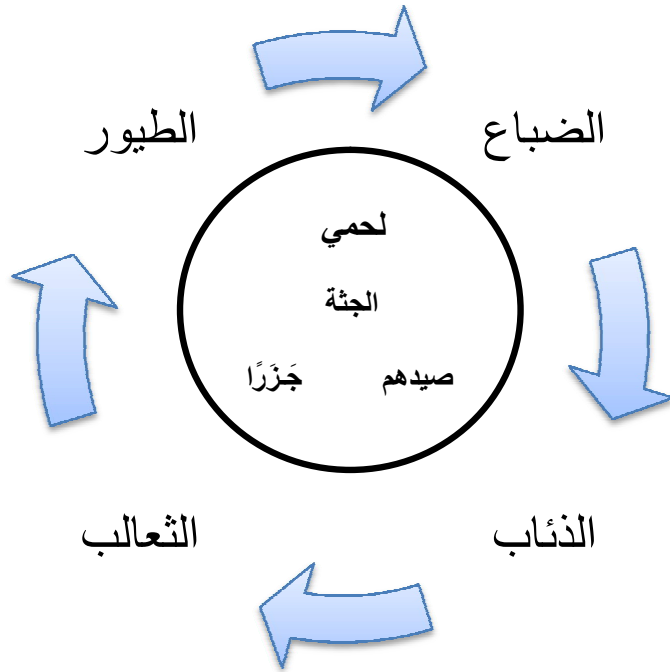 الضباع
الطيور
لحمي
الجثة
صيدهم
جَزَرًا
الذئاب
الثعالب